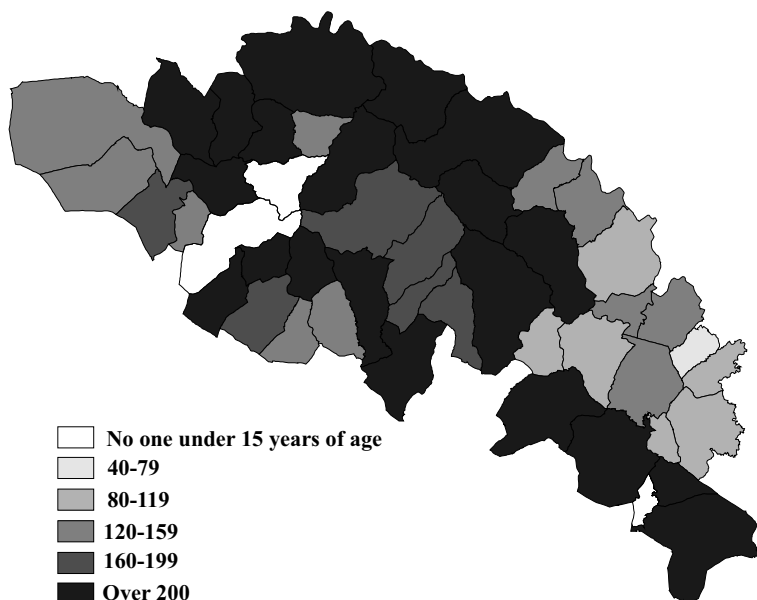 No one under 15 years of age
40-79
80-119
120-159
160-199
Over 200